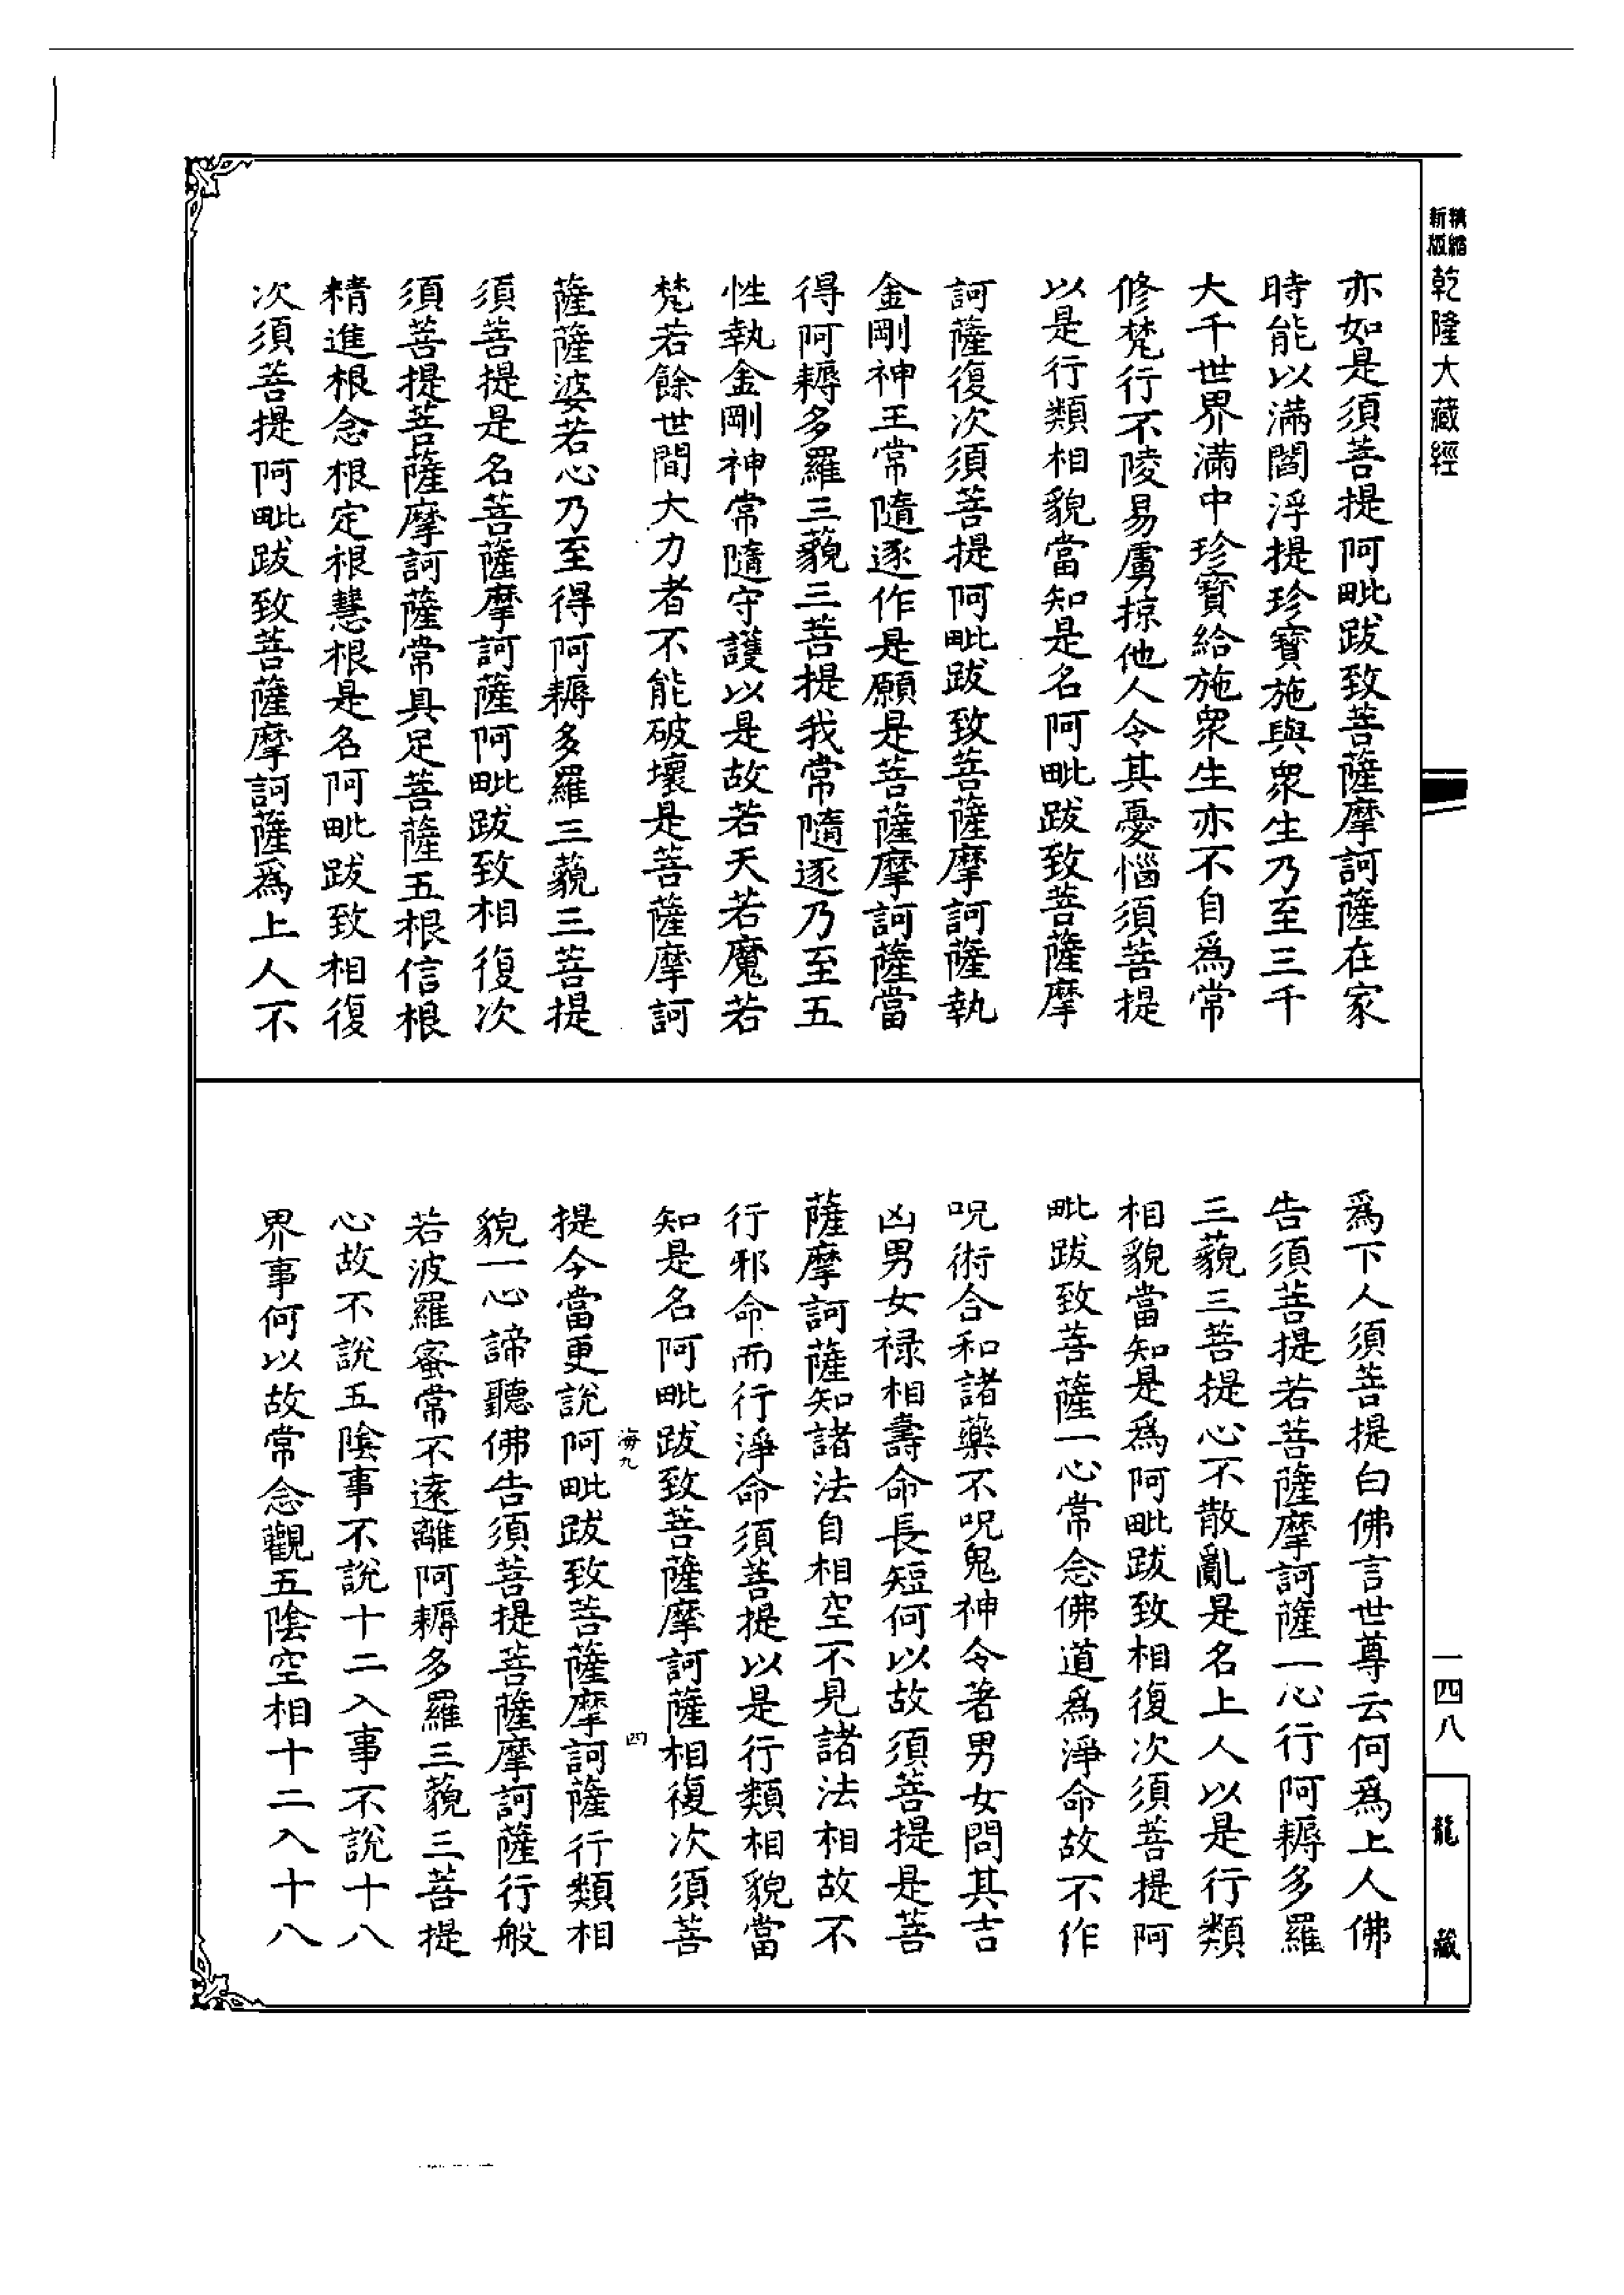 精縮新版
乾隆大藏經
亦如是須菩提阿毗跋致菩薩摩訶薩在家
時能以滿閻浮提珍寶施與衆生乃至三千
大千世界滿中珍寶給施衆生亦不自爲常
修梵行不陵易虜掠他人令其憂惱須菩提
以是行類相貌當知是名阿毗跋致菩薩摩
訶薩復次須菩提阿毗跋致菩薩摩訶薩執
金剛神王常隨逐作是願是菩薩摩訶薩當
得阿耨多羅三藐三菩提我常隨逐乃至五
性執金剛神常隨守護以是故若天若魔若
梵若餘世間大力者不能破壞是菩薩摩訶
薩薩婆若心乃至得阿耨多羅三藐三菩提
須菩提是名菩薩摩訶薩阿毗跋致相復次
須菩提菩薩摩訶薩常具足菩薩五根信根
精進根念根定根慧根是名阿毗跋致相復
次須菩提阿毗跋致菩薩摩訶薩爲上人不
爲下人須菩提白佛言世尊云何爲上人佛
告須菩提若菩薩摩訶薩一心行阿耨多羅
三藐三菩提心不散亂是名上人以是行類
相貌當知是爲阿毗跋致相復次須菩提阿
毗跋致菩薩一心常念佛道爲淨命故不作
呪術合和諸藥不呪鬼神令著男女問其吉
凶男女祿相壽命長短何以故須菩提是菩
薩摩訶薩知諸法自相空不見諸法相故不
行邪命而行淨命須菩提以是行類相貌當
知是名阿毗跋致菩薩摩訶薩相復次須菩
海九 四
提今當更說阿毗跋致菩薩摩訶薩行類相
貌一心諦聽佛告須菩提菩薩摩訶薩行般
若波羅蜜常不遠離阿耨多羅三藐三菩提
心故不說五陰事不說十二入事不說十八
界事何以故常念觀五陰空相十二入十八
一四八
龍藏